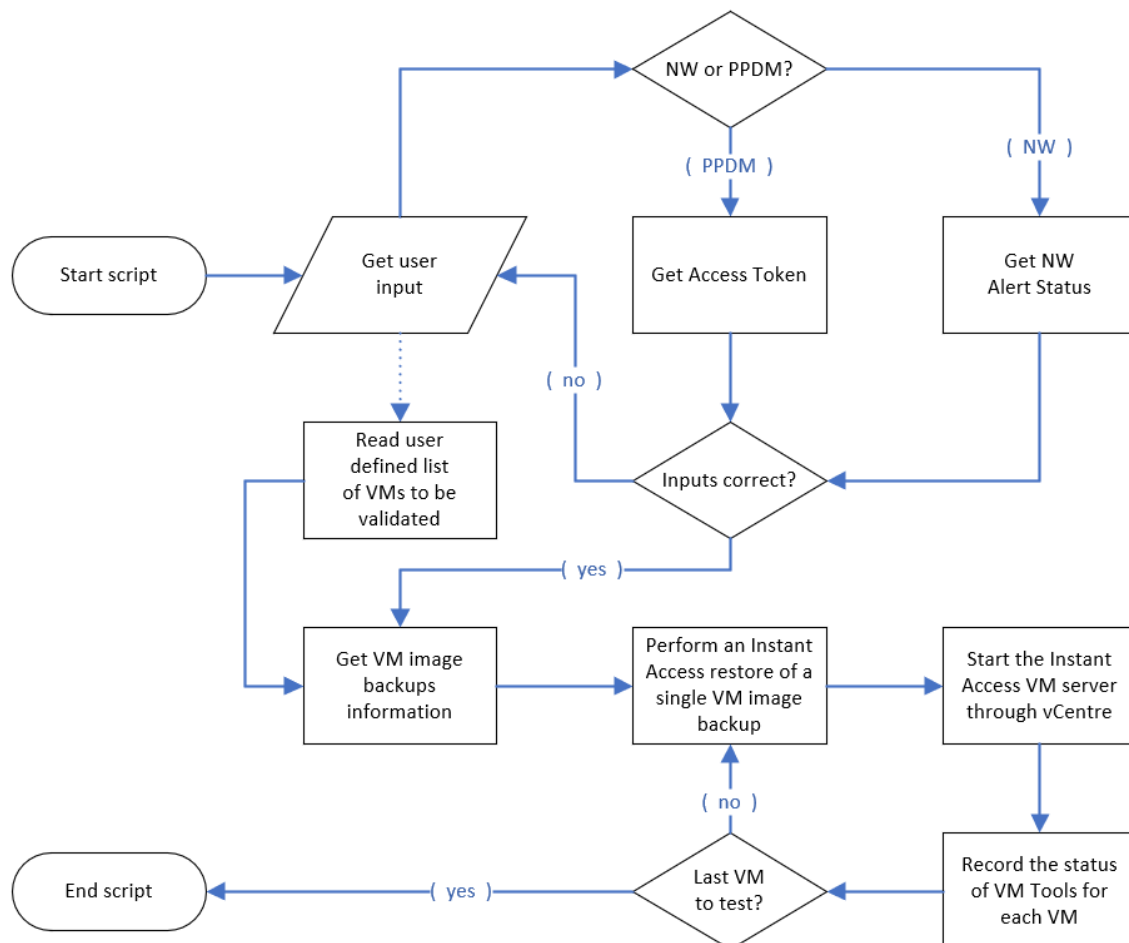 NW or PPDM?
( PPDM )
( NW )
Start script
Get user
input
Get Access Token
Get NW
Alert Status
( no )
Read user
defined list
of VMs to be
validated
Inputs correct?
( yes )
Get VM image
backups
information
Perform an Instant
Access restore of a
single VM image
backup
Start the Instant
Access VM server
through vCentre
( no )
End script
( yes )
Last VM
to test?
Record the status
of VM Tools for
each VM